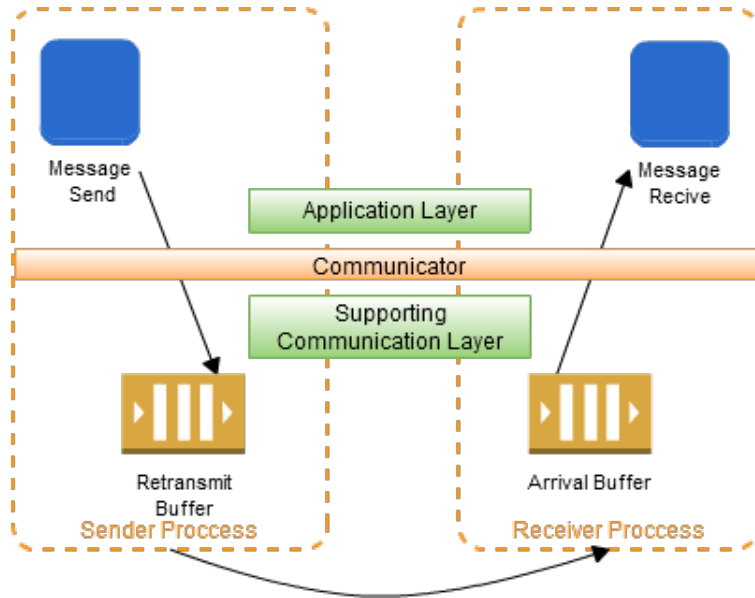 Message
Send
Message
Recive
Application Layer
Communicator
Supporting
Communication Layer
Retransmit
Buffer
Arrival Buffer
Sender Proccess
Receiver Proccess